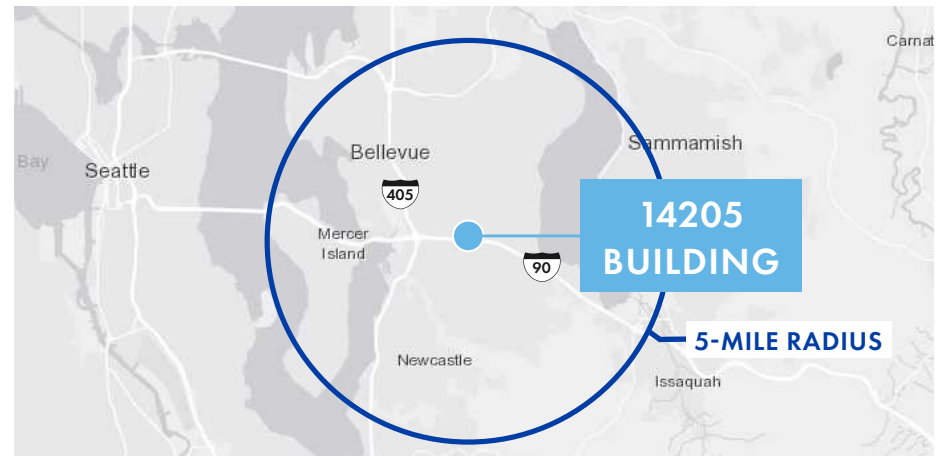 Carnat
Bay
Seattle
Bellevue
Sammamish
405
14205
BUILDING
Mercer
Island
90
5-MILE RADIUS
Newcastle
Issaquah